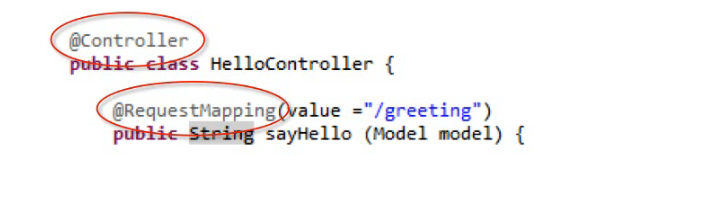 @Controller
public class HelloController {
@RequestMapping(value ="/greeting")
public String sayHello (Model model) {